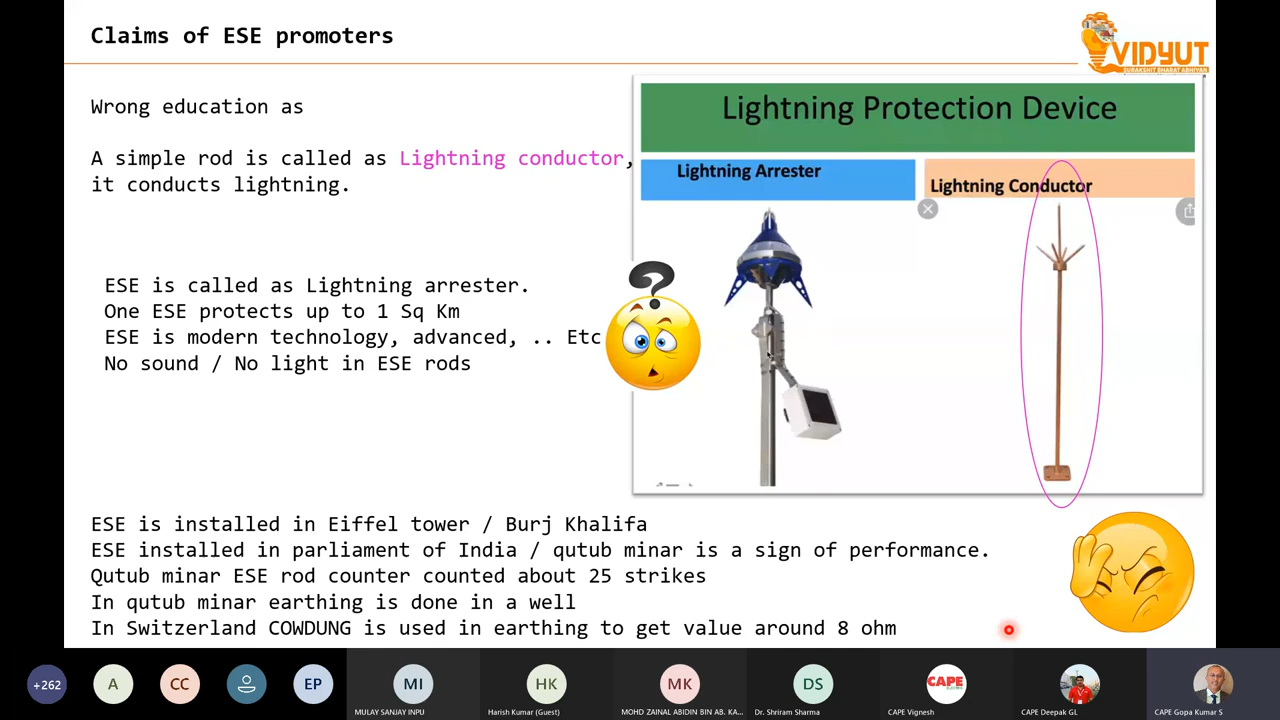 Claims of ESE promoters
VIDYUT
SURAKSHIT BHARAT ABHIYAN
Wrong education as
A simple rod is called as Lightning conductor,
it conducts lightning.
ESE is called as Lightning arrester.
One ESE protects up to 1 Sq Km
ESE is modern technology, advanced, .. Etc
No sound / No light in ESE rods
Lightning Protection Device
Lightning Arrester
Lightning Conductor
ESE is installed in Eiffel tower / Burj Khalifa
ESE installed in parliament of India / qutub minar is a sign of performance.
Qutub minar ESE rod counter counted about 25 strikes
In qutub minar earthing is done in a well
In Switzerland COWDUNG is used in earthing to get value around 8 ohm
+262
A
CC
EP
MI
MULAY SANJAY INPU
HK
Harish Kumar (Guest)
MK
MOHD ZAINAL ABIDIN BIN AB. KA...
DS
Dr. Shriram Sharma
CAPE
CAPE Vignesh
CAPE Deepak GL
CAPE Gopa Kumar S